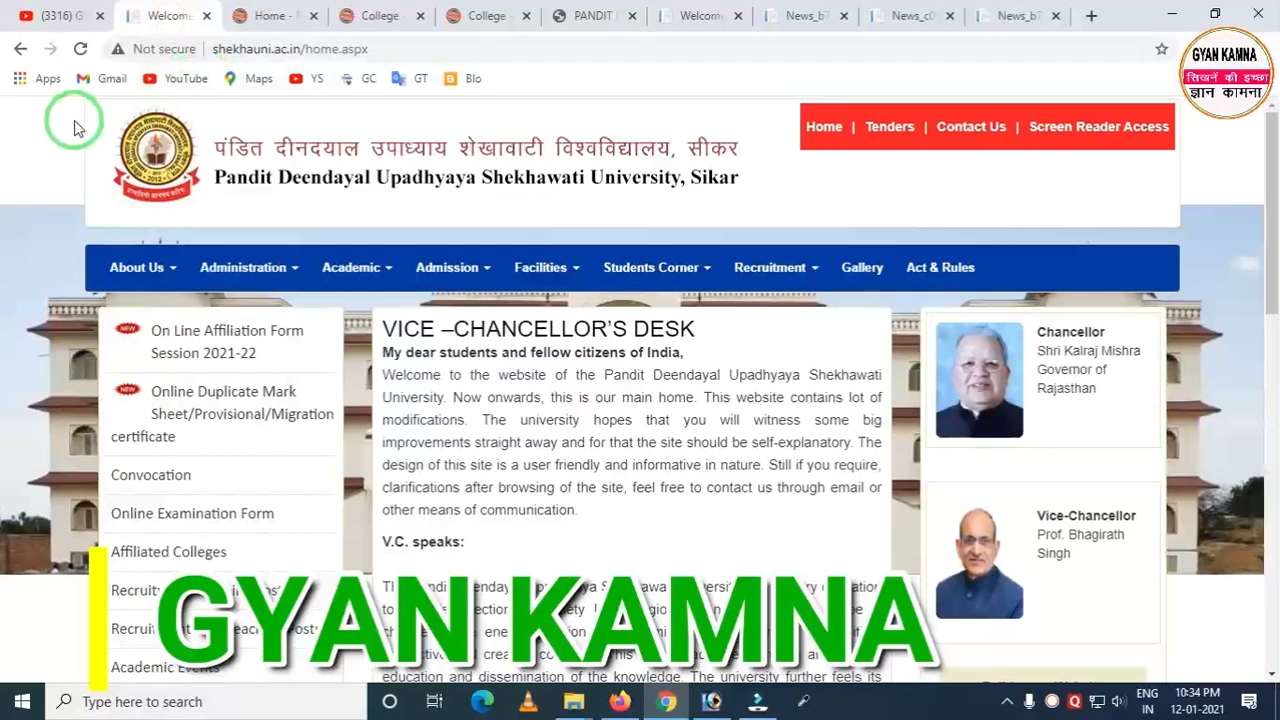 (3316) G
Welcome
Home - P
College
College -
PANDIT
Welcome
News_b7
News_c0
News_b7
Not secure
shekhauni.ac.in/home.aspx
Apps
Gmail
YouTube
Maps
YS
GC
GT
Blo
GYAN KAMNA
सिखनें की इच्छा
ज्ञान कामना
पंडित दीनदयाल उपाध्याय शेखावाटी विश्वविद्यालय, सीकर
Pandit Deendayal Upadhyaya Shekhawati University, Sikar
Home | Tenders | Contact Us | Screen Reader Access
About Us
Administration
Academic
Admission
Facilities
Students Corner
Recruitment
Gallery
Act & Rules
NEW On Line Affiliation Form
Session 2021-22
NEW Online Duplicate Mark
Sheet/Provisional/Migration
certificate
Convocation
Online Examination Form
Affiliated Colleges
Academic Events
VICE –CHANCELLOR'S DESK
My dear students and fellow citizens of India,
Welcome to the website of the Pandit Deendayal Upadhyaya Shekhawati
University. Now onwards, this is our main home. This website contains lot of
modifications. The university hopes that you will witness some big
improvements straight away and for that the site should be self-explanatory. The
design of this site is a user friendly and informative in nature. Still if you require,
clarifications after browsing of the site, feel free to contact us through email or
other means of communication.
V.C. speaks:
education and dissemination of the knowledge. The university further feels its
Chancellor
Shri Kalraj Mishra
Governor of
Rajasthan
Vice-Chancellor
Prof. Bhagirath
Singh
GYAN KAMNA
Type here to search
ENG
IN
10:34 PM
12-01-2021